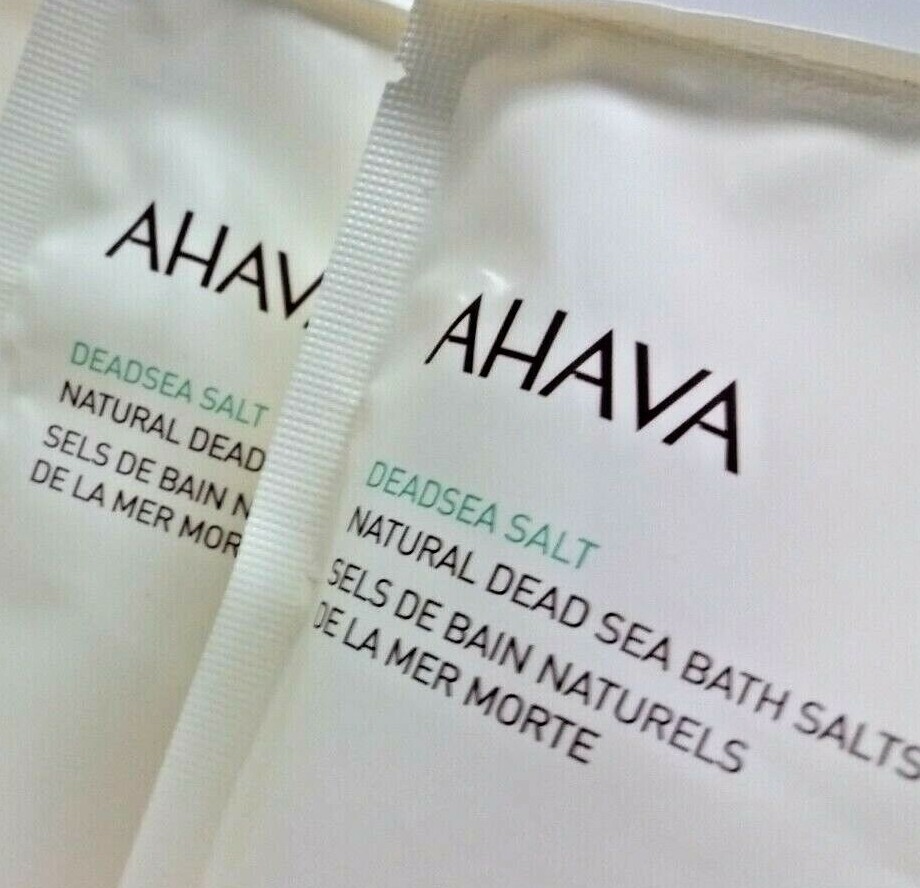 AHAV
DEADSEA SALT
NATURAL DEAD
SELS DE BAIN N
DE LA MER MOR
AHAVA
DEADSEA SALT
NATURAL DEAD SEA BATH SALTS
SELS DE BAIN NATURELS
DE LA MER MORTE